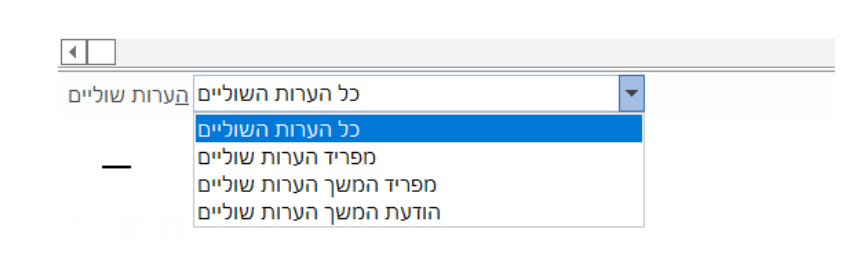 הערות שוליים כל הערות השוליים
כל הערות השוליים
מפריד הערות שוליים
מפריד המשך הערות שוליים
הודעת המשך הערות שוליים